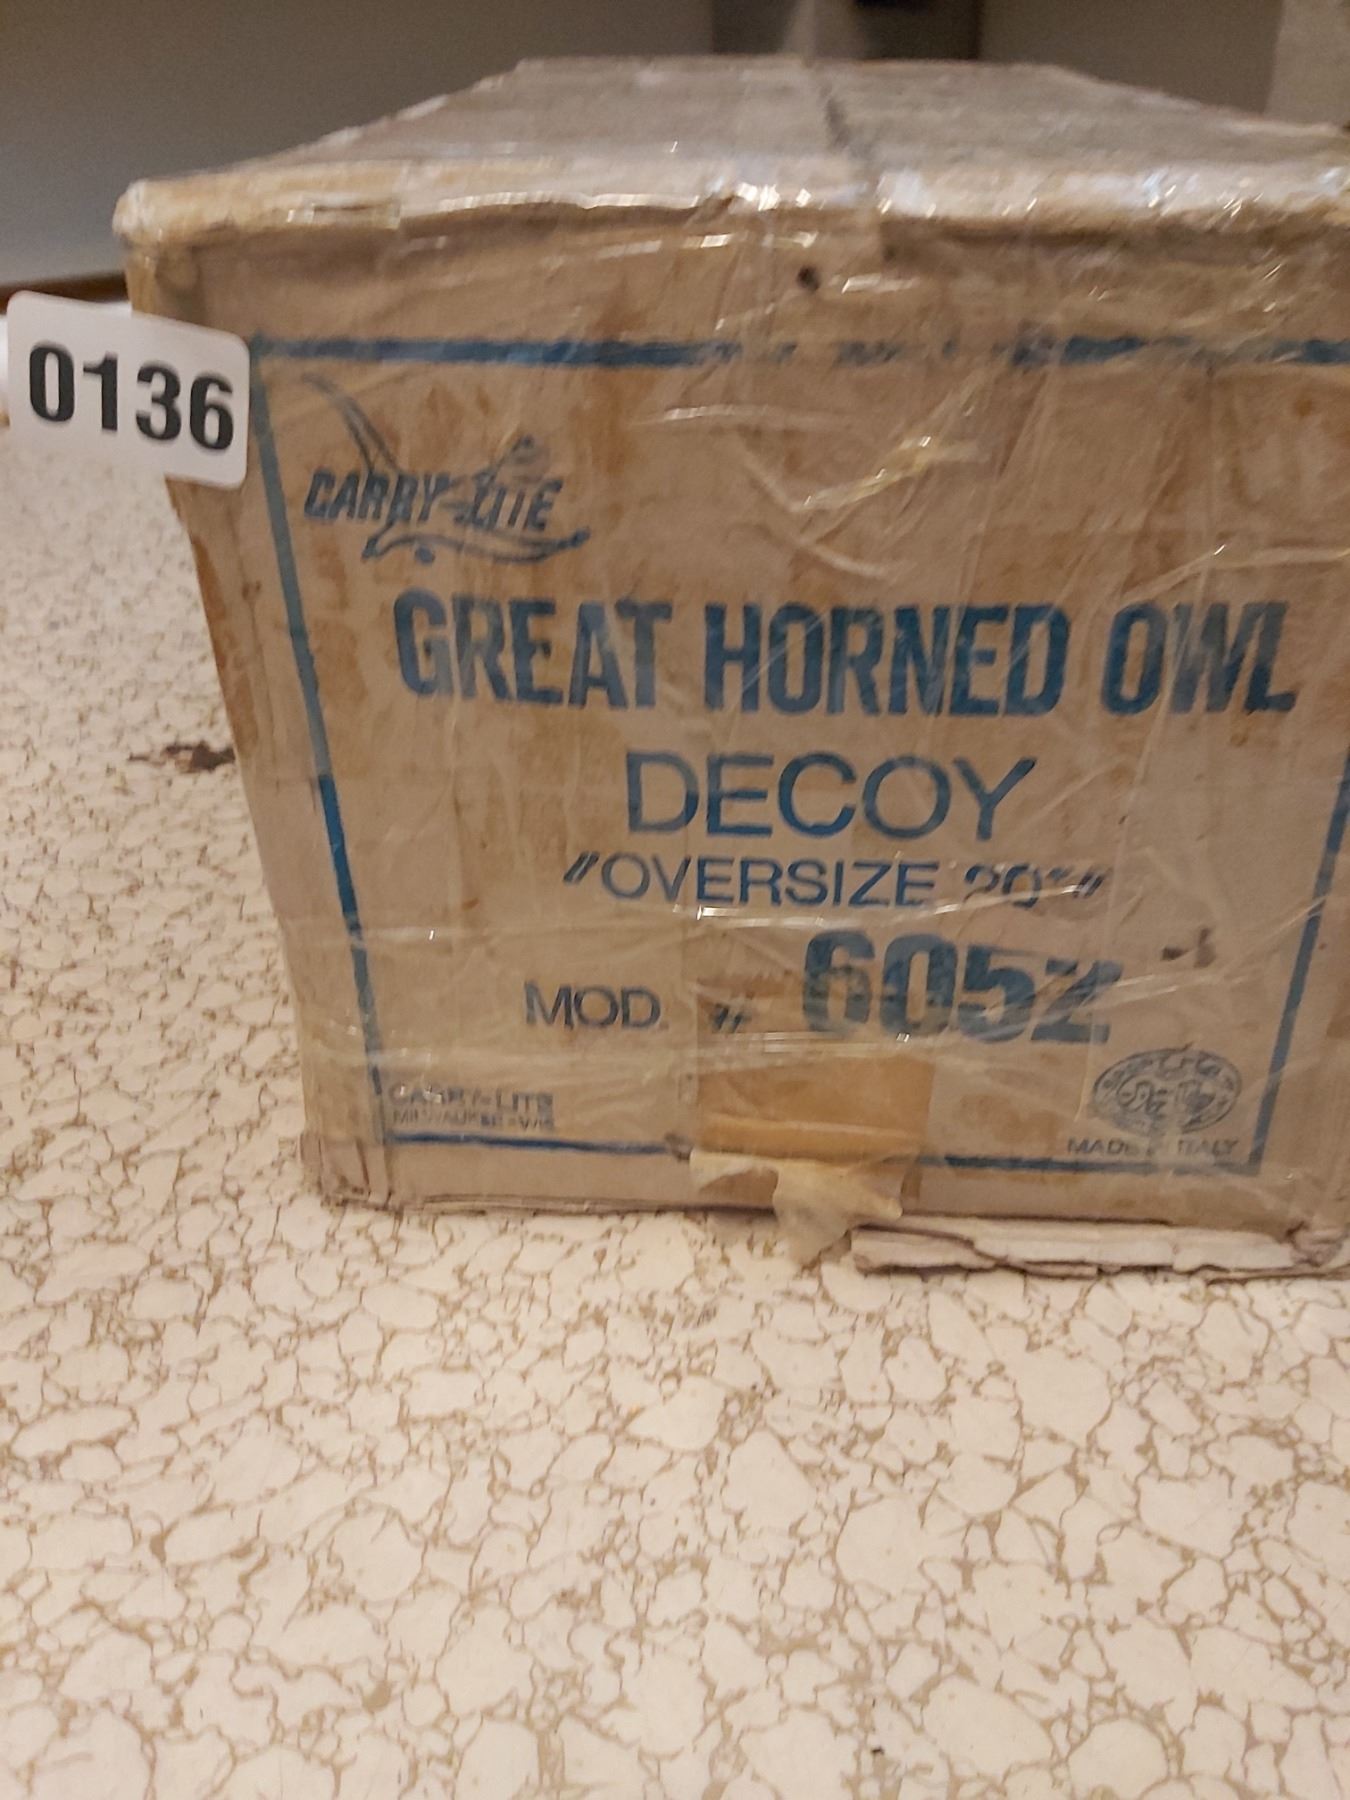 0136
CARRY-LITE
GREAT HORNED OWL
DECOY
"OVERSIZE 20""
MOD. # 6052
CARRY-LITE
MILWAUKEE-WIS
MADE IN ITALY